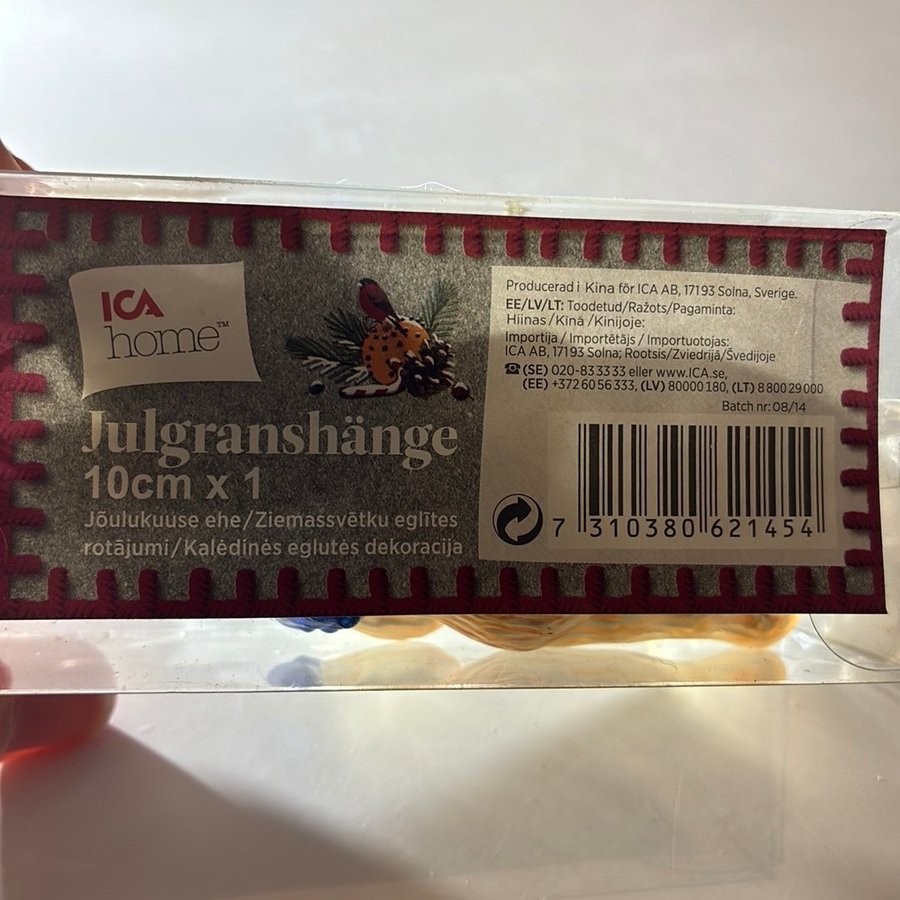 ICA
home™
Julgranshänge
10cm x 1
Jõulukuuse ehe/Ziemassvētku eglītes
rotājumi/Kalėdinės eglutės dekoracija
Producerad i Kina för ICA AB, 17193 Solna, Sverige.
EE/LV/LT: Toodetud/Ražots/Pagaminta:
Hiinas/Ķīnā/Kinijoje:
Importija/Importētājs/Importuotojas:
ICA AB, 17193 Solna; Rootsis/Zviedrijā/Švedijoje
☎(SE) 020-83 33 33 eller www.ICA.se,
(EE) +372 60 56 333, (LV) 80000180, (LT) 8 800 29 000
Batch nr: 08/14
7 310380 621454